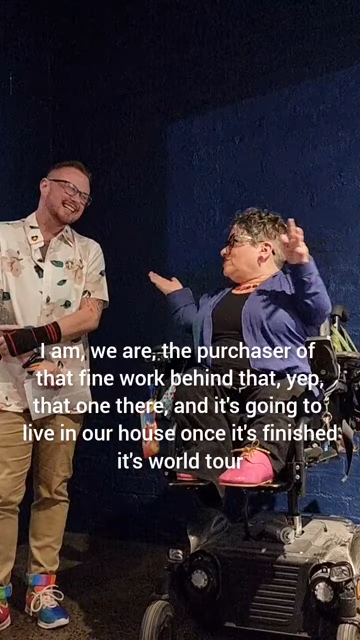 I am, we are, the purchaser of
that fine work behind that, yep,
that one there, and it's going to
live in our house once it's finished
it's world tour